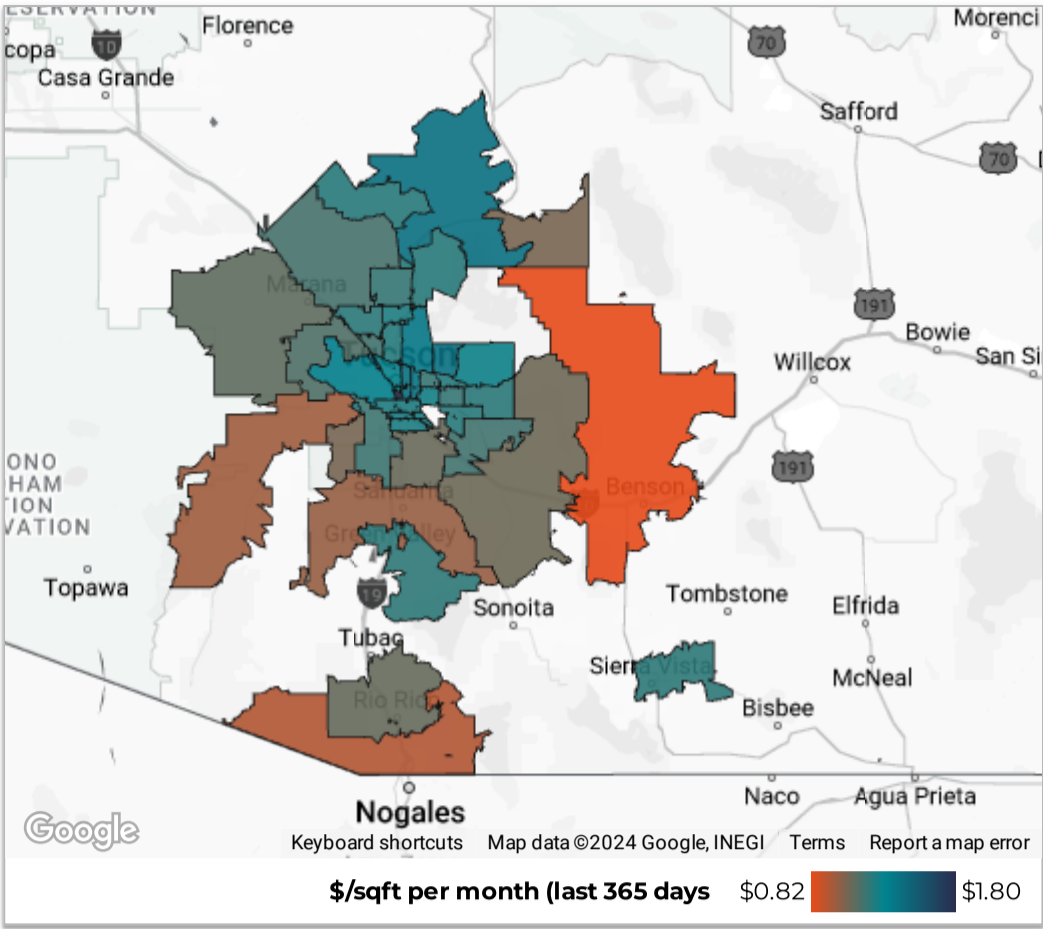 ESERVATION
Florence
10
copa
Casa Grande
70
Morenci
Safford
70
191
Marana
Bowie
Tucson
Willcox
San Si
191
ONO
HAM
TION
VATION
Benson
Sahuarita
Green Valley
Topawa
19
Sonoita
Tombstone
Elfrida
Tubac
Sierra Vista
McNeal
Rio Rico
Bisbee
Naco
Agua Prieta
Nogales
Google
Keyboard shortcuts Map data ©2024 Google, INEGI Terms Report a map error
$/sqft per month (last 365 days $0.82 $1.80